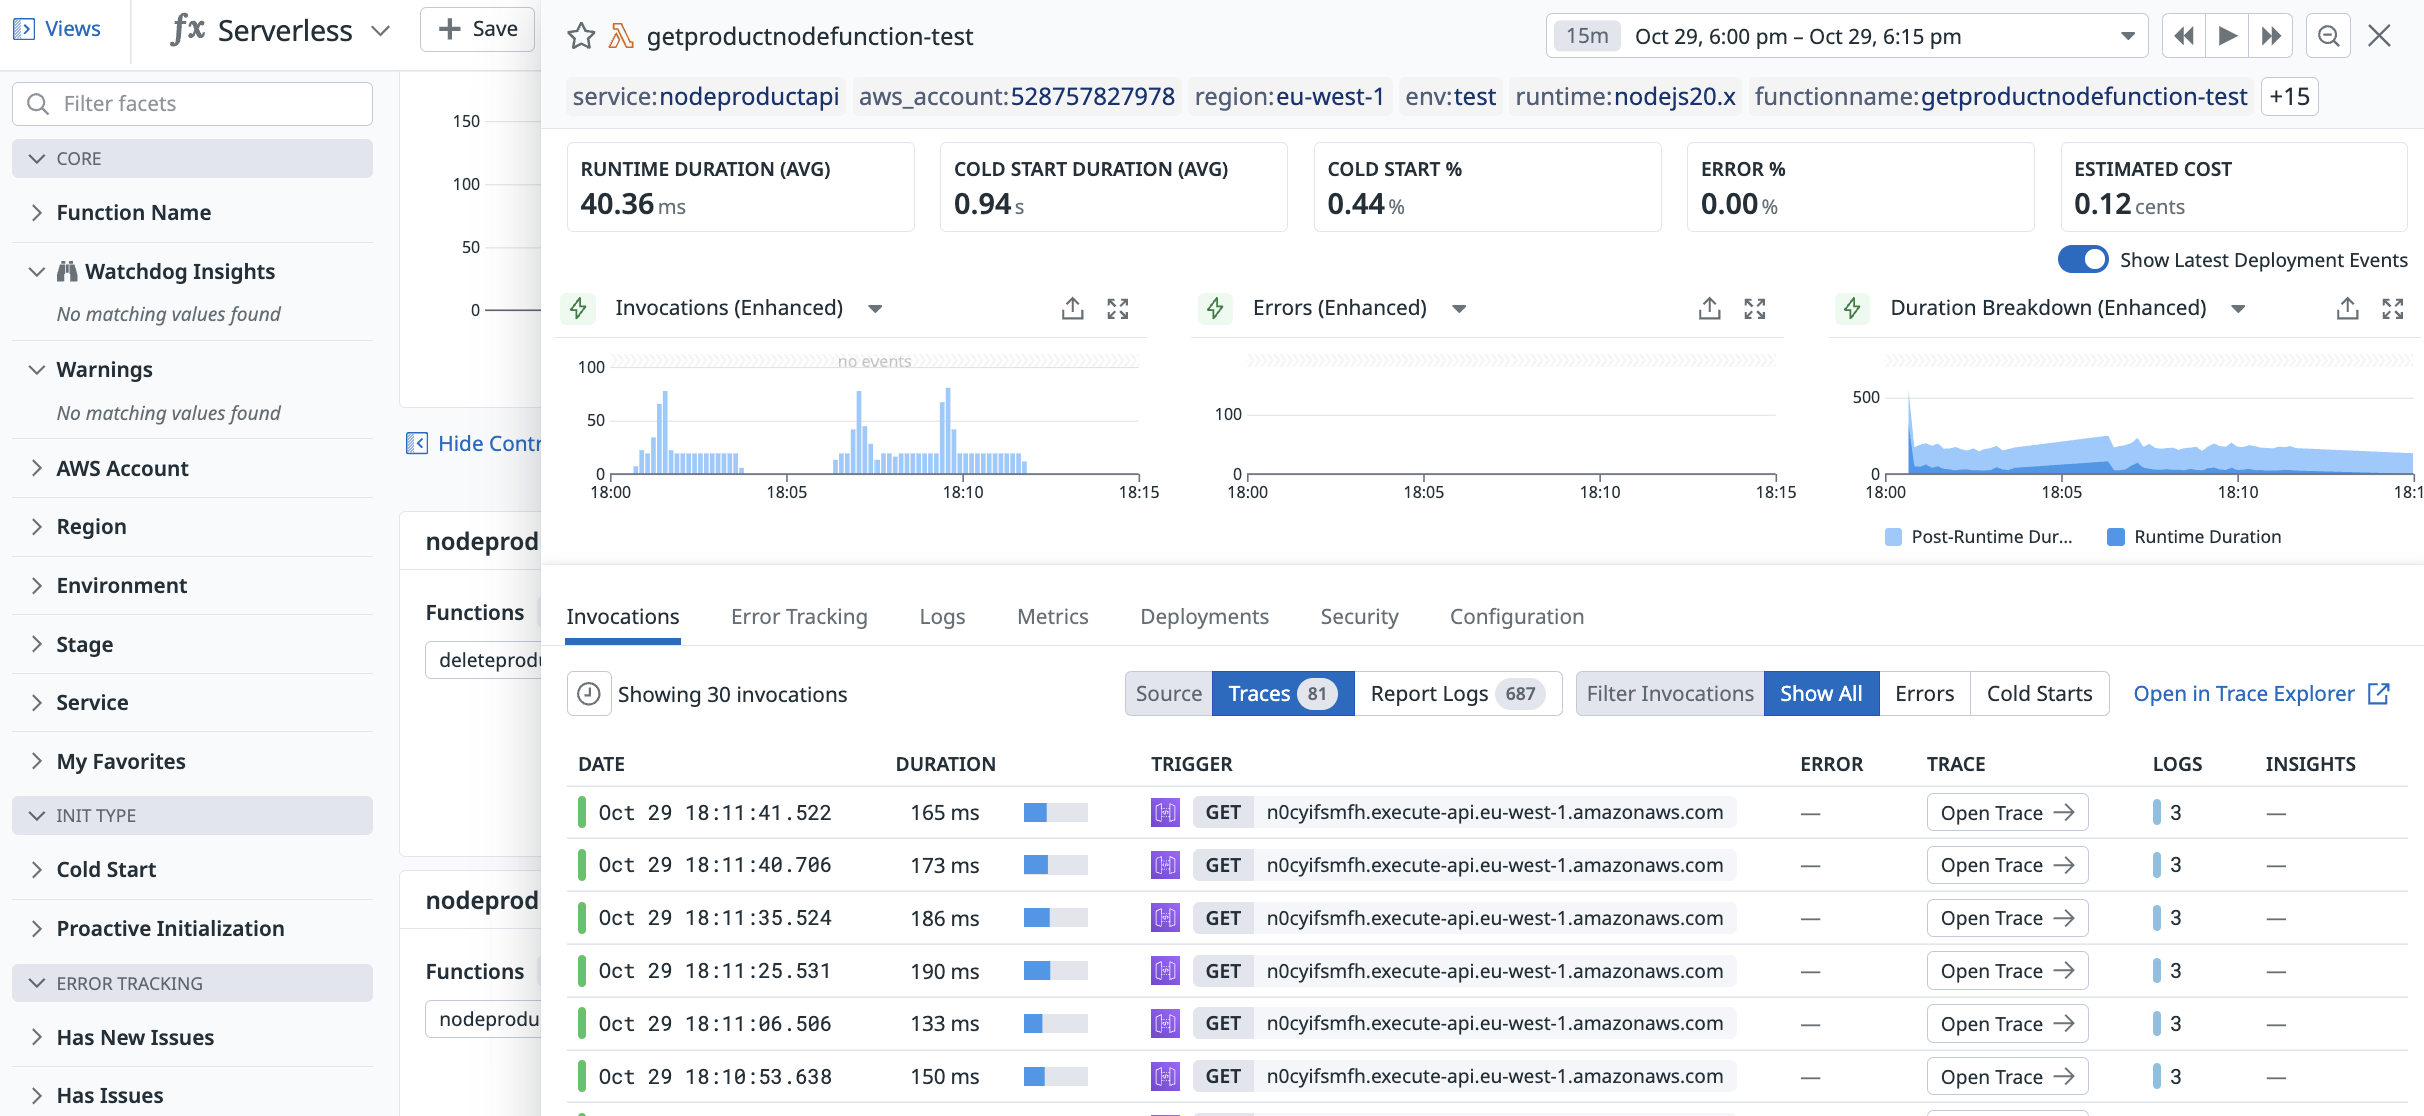 Views
Serverless
Save
Filter facets
CORE
Function Name
Watchdog Insights
No matching values found
Warnings
No matching values found
AWS Account
Region
Environment
Stage
Service
My Favorites
INIT TYPE
Cold Start
Proactive Initialization
ERROR TRACKING
Has New Issues
Has Issues
150
100
50
0
Hide Contr
nodeprod
Functions
deleteprodu
nodeprod
Functions
nodeprodu
getproductnodefunction-test
15m Oct 29, 6:00 pm – Oct 29, 6:15 pm
service:nodeproductapi aws_account:528757827978 region:eu-west-1 env:test runtime:nodejs20.x functionname:getproductnodefunction-test +15
RUNTIME DURATION (AVG)
40.36 ms
COLD START DURATION (AVG)
0.94 s
COLD START %
0.44 %
ERROR %
0.00 %
ESTIMATED COST
0.12 cents
Show Latest Deployment Events
Invocations (Enhanced)
no events
100
50
0
18:00 18:05 18:10 18:15
Errors (Enhanced)
100
0
18:00 18:05 18:10 18:15
Duration Breakdown (Enhanced)
500
0
18:00 18:05 18:10 18:1
Post-Runtime Dur... Runtime Duration
Invocations Error Tracking Logs Metrics Deployments Security Configuration
Showing 30 invocations
Source Traces 81 Report Logs 687
Filter Invocations Show All Errors Cold Starts
Open in Trace Explorer
DATE DURATION TRIGGER ERROR TRACE LOGS INSIGHTS
Oct 29 18:11:41.522 165 ms GET n0cyifsmfh.execute-api.eu-west-1.amazonaws.com — Open Trace → 3 —
Oct 29 18:11:40.706 173 ms GET n0cyifsmfh.execute-api.eu-west-1.amazonaws.com — Open Trace → 3 —
Oct 29 18:11:35.524 186 ms GET n0cyifsmfh.execute-api.eu-west-1.amazonaws.com — Open Trace → 3 —
Oct 29 18:11:25.531 190 ms GET n0cyifsmfh.execute-api.eu-west-1.amazonaws.com — Open Trace → 3 —
Oct 29 18:11:06.506 133 ms GET n0cyifsmfh.execute-api.eu-west-1.amazonaws.com — Open Trace → 3 —
Oct 29 18:10:53.638 150 ms GET n0cyifsmfh.execute-api.eu-west-1.amazonaws.com — Open Trace → 3 —